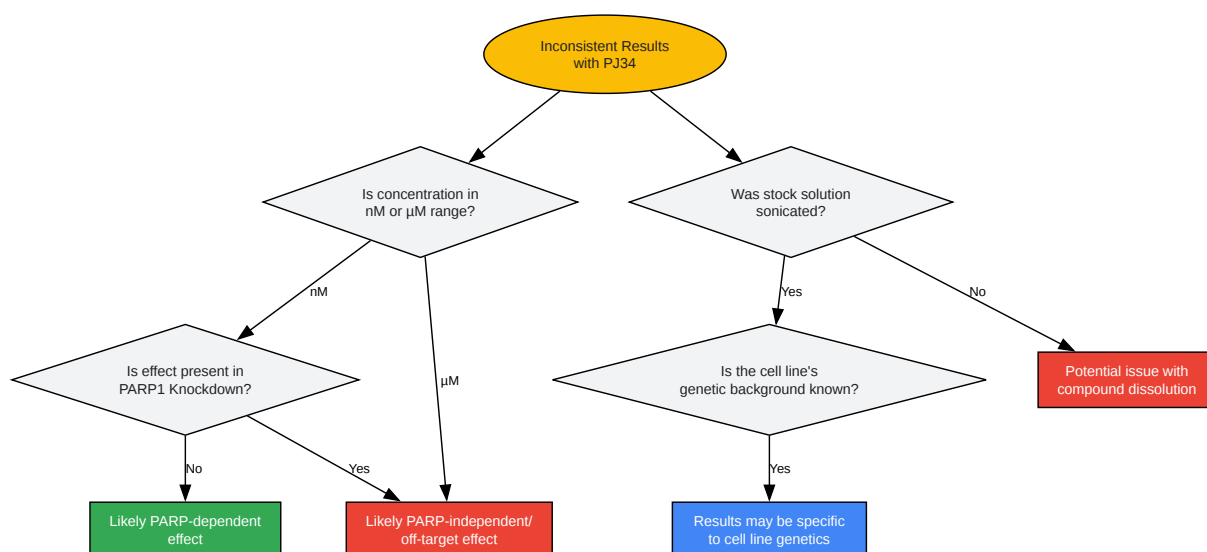 Inconsistent Results
with PJ34
Is concentration in
nM or µM range?
Was stock solution
sonicated?
nM
µM
Yes
No
Is effect present in
PARP1 Knockdown?
Is the cell line's
genetic background known?
Potential issue with
compound dissolution
No
Yes
Yes
Likely PARP-dependent
effect
Likely PARP-independent/
off-target effect
Results may be specific
to cell line genetics